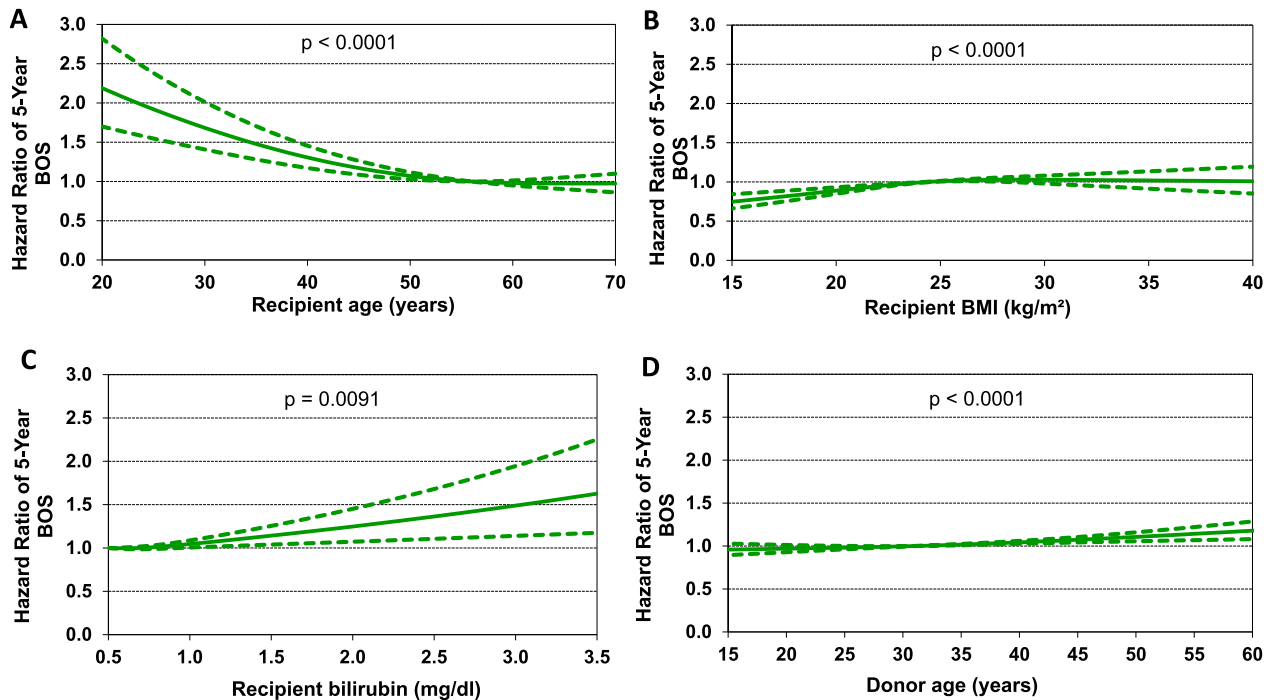 A
3.0
2.5
2.0
1.5
1.0
0.5
0.0
Hazard Ratio of 5-Year
BOS
p < 0.0001
20 30 40 50 60 70
Recipient age (years)
B
3.0
2.5
2.0
1.5
1.0
0.5
0.0
Hazard Ratio of 5-Year
BOS
p < 0.0001
15 20 25 30 35 40
Recipient BMI (kg/m²)
C
3.0
2.5
2.0
1.5
1.0
0.5
0.0
Hazard Ratio of 5-Year
BOS
p = 0.0091
0.5 1.0 1.5 2.0 2.5 3.0 3.5
Recipient bilirubin (mg/dl)
D
3.0
2.5
2.0
1.5
1.0
0.5
0.0
Hazard Ratio of 5-Year
BOS
p < 0.0001
15 20 25 30 35 40 45 50 55 60
Donor age (years)